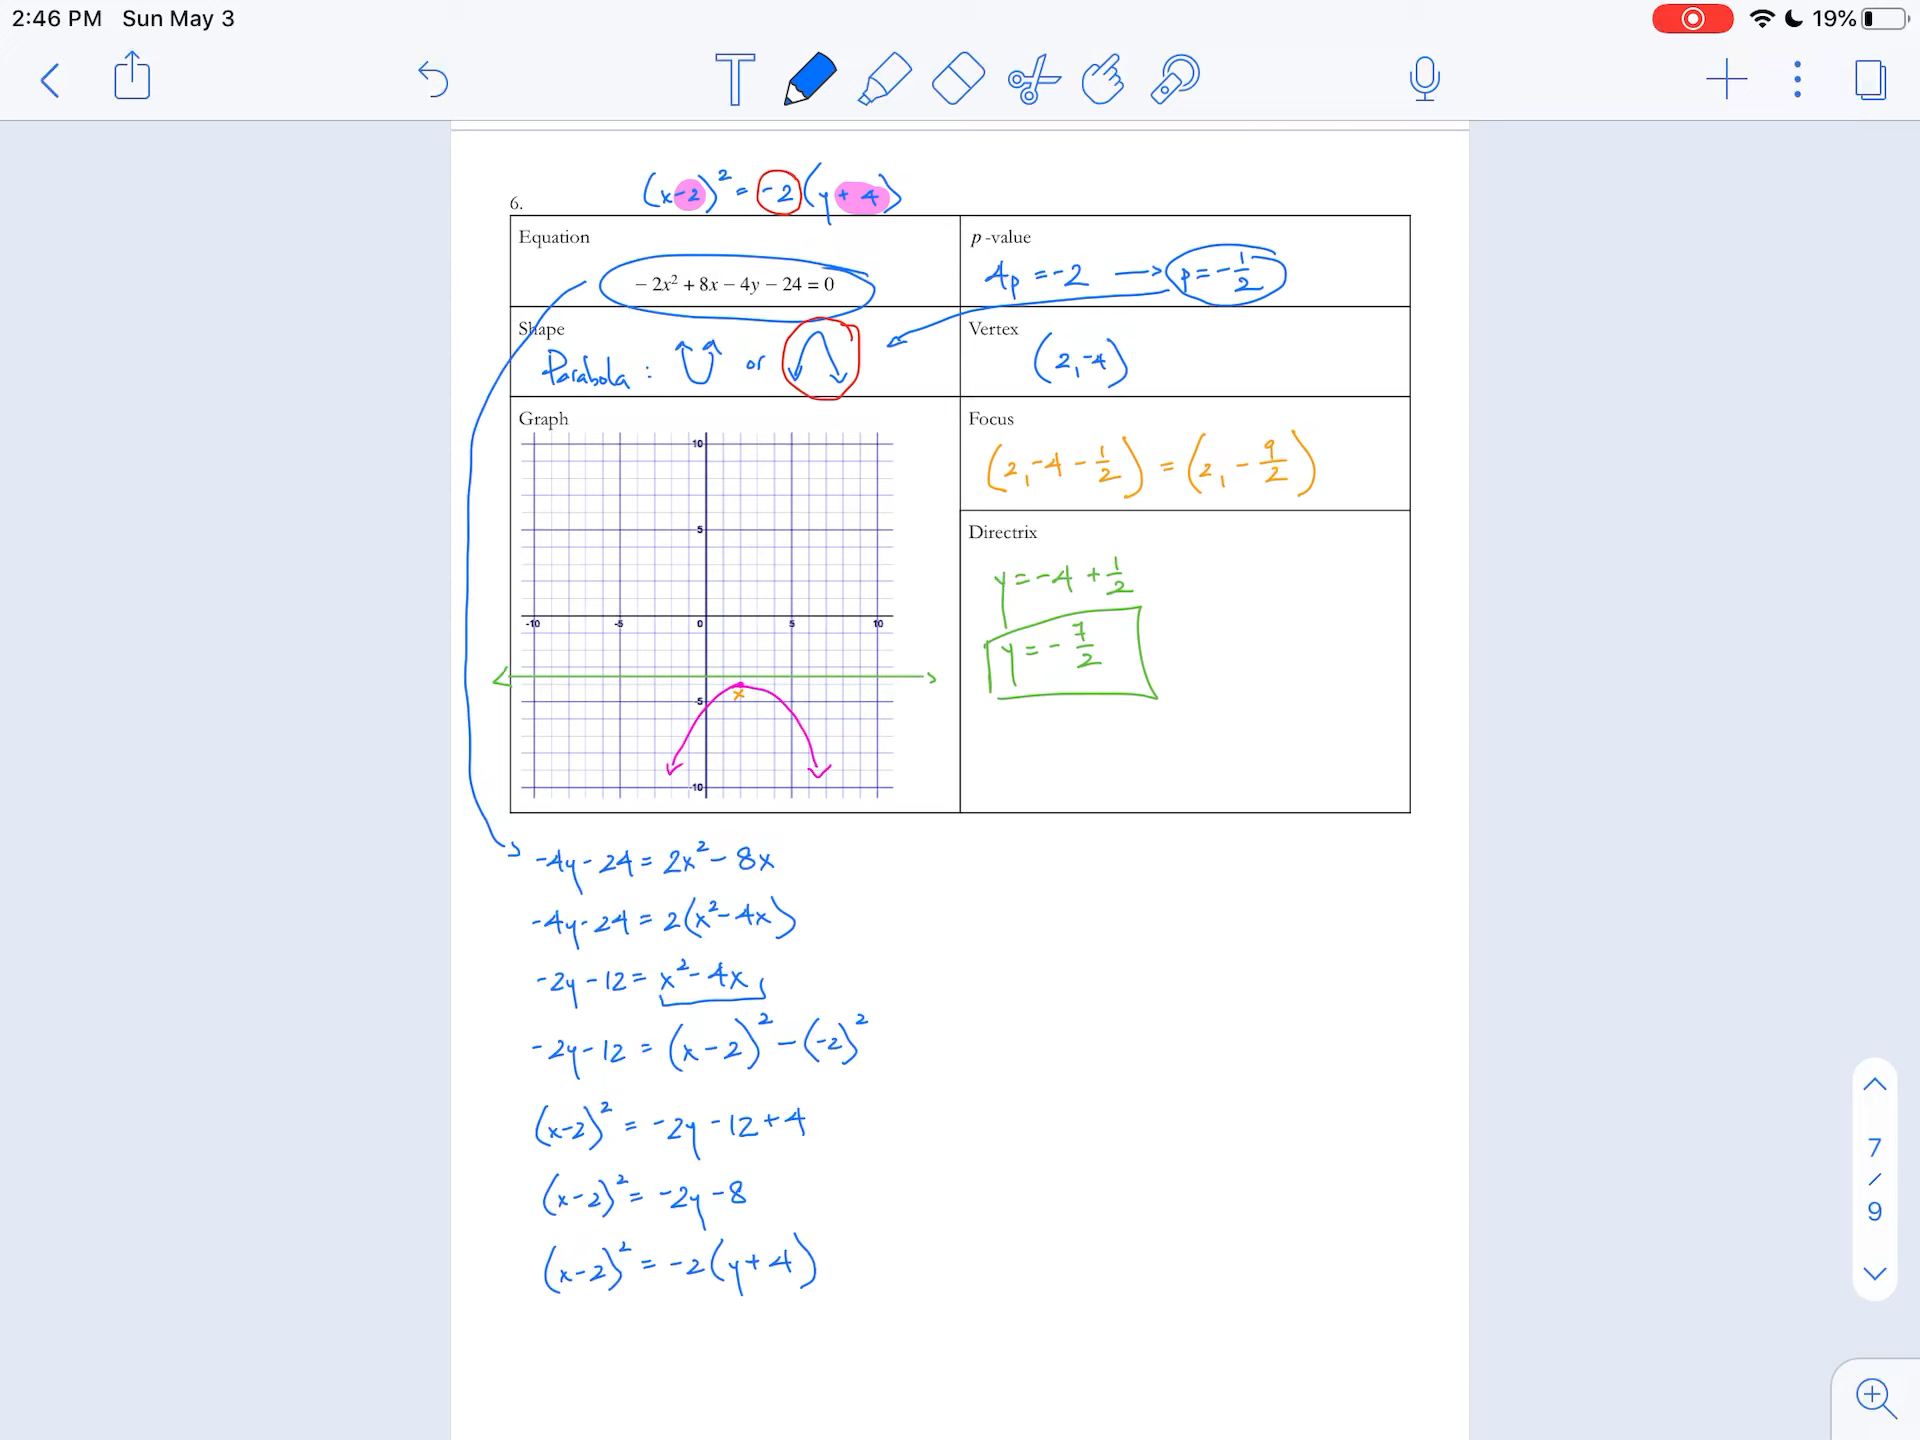 2:46 PM Sun May 3
19%
T
(x-2)² = -2(y+4)
6.
Equation
− 2x² + 8x − 4y − 24 = 0
p -value
4p = -2 → p = -1/2
Shape
Parabola : or
Vertex
(2,-4)
Graph
10
5
-10 -5 0 5 10
-5
-10
Focus
(2,-4-1/2) = (2, -9/2)
Directrix
y = -4 + 1/2
y = -7/2
-4y-24 = 2x²-8x
-4y-24 = 2(x²-4x)
-2y-12 = x²-4x
-2y-12 = (x-2)² -(-2)²
(x-2)² = -2y-12+4
(x-2)² = -2y-8
(x-2)² = -2(y+4)
7
/
9